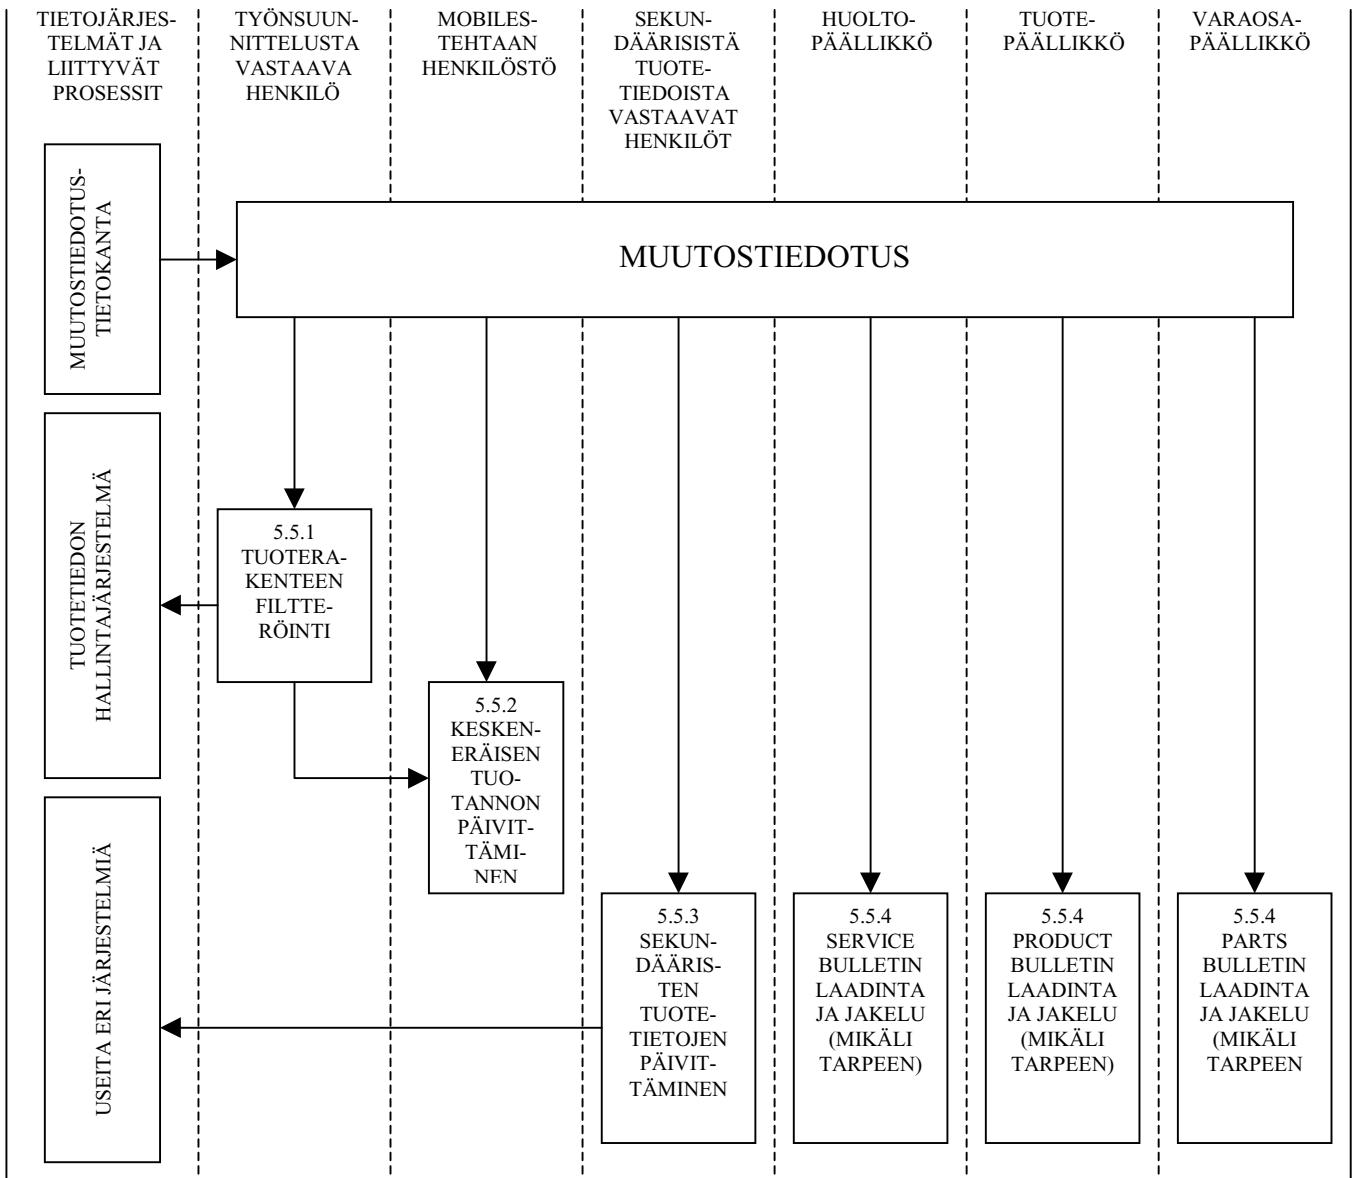 TIETOJÄRJES-
TELMÄT JA
LIITTYVÄT
PROSESSIT
TYÖNSUUN-
NITTELUSTA
VASTAAVA
HENKILÖ
MOBILES-
TEHTAAN
HENKILÖSTÖ
SEKUN-
DÄÄRISISTÄ
TUOTE-
TIEDOISTA
VASTAAVAT
HENKILÖT
HUOLTO-
PÄÄLLIKKÖ
TUOTE-
PÄÄLLIKKÖ
VARAOSA-
PÄÄLLIKKÖ
MUUTOSTIEDOTUS-
TIETOKANTA
MUUTOSTIEDOTUS
TUOTETIEDON
HALLINTAJÄRJESTELMÄ
5.5.1
TUOTERA-
KENTEEN
FILTTE-
RÖINTI
5.5.2
KESKEN-
ERÄISEN
TUO-
TANNON
PÄIVIT-
TÄMI-
NEN
USEITA ERI JÄRJESTELMIÄ
5.5.3
SEKUN-
DÄÄRIS-
TEN
TUOTE-
TIETOJEN
PÄIVIT-
TÄMINEN
5.5.4
SERVICE
BULLETIN
LAADINTA
JA JAKELU
(MIKÄLI
TARPEEN)
5.5.4
PRODUCT
BULLETIN
LAADINTA
JA JAKELU
(MIKÄLI
TARPEEN)
5.5.4
PARTS
BULLETIN
LAADINTA
JA JAKELU
(MIKÄLI
TARPEEN